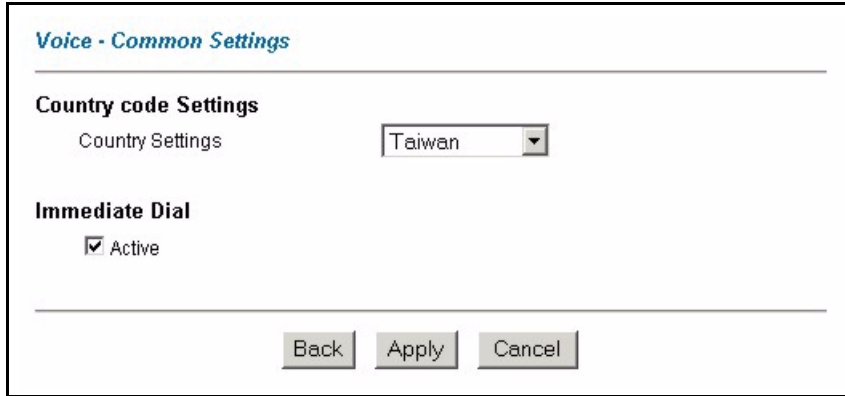 Voice - Common Settings
Country code Settings
Country Settings Taiwan
Immediate Dial
Active
Back Apply Cancel